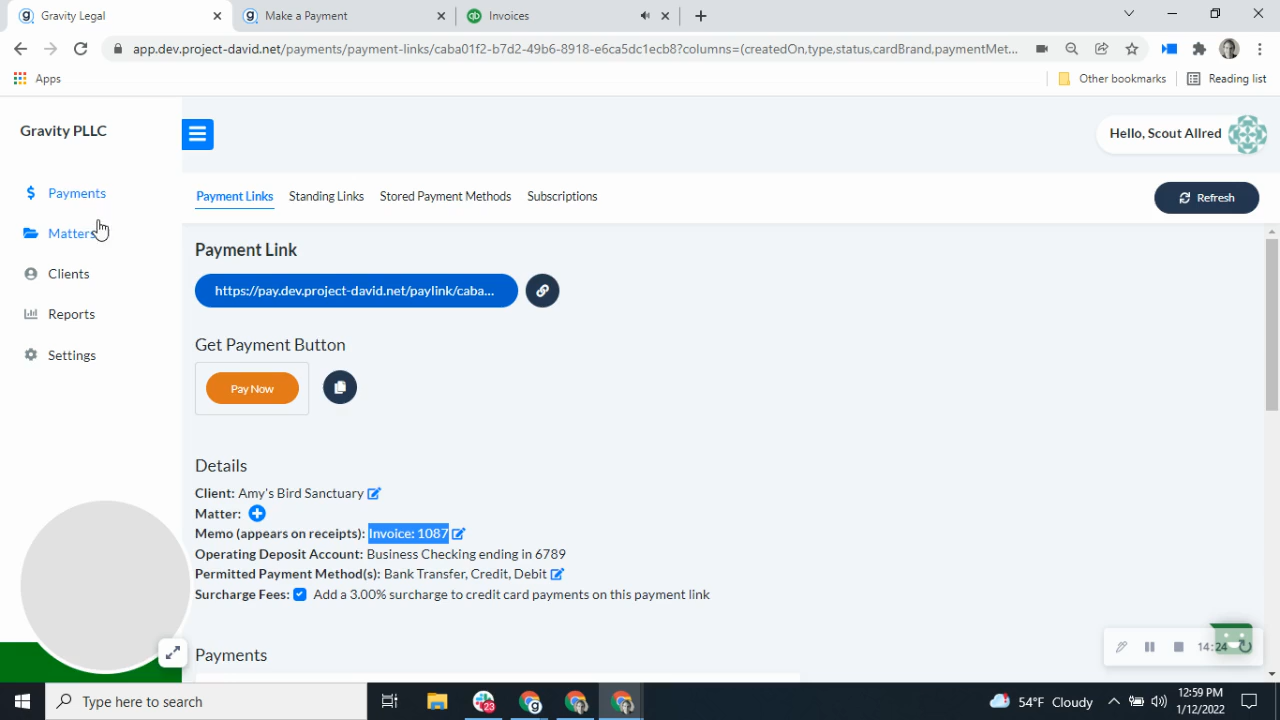 Gravity Legal
Make a Payment
Invoices
app.dev.project-david.net/payments/payment-links/caba01f2-b7d2-49b6-8918-e6ca5dc1ecb8?columns=(createdOn,type,status,cardBrand,paymentMet...
Apps
Other bookmarks
Reading list
Gravity PLLC
Hello, Scout Allred
Payments
Matters
Clients
Reports
Settings
Payment Links
Standing Links
Stored Payment Methods
Subscriptions
Refresh
Payment Link
https://pay.dev.project-david.net/paylink/caba...
Get Payment Button
Pay Now
Details
Client: Amy's Bird Sanctuary
Matter:
Memo (appears on receipts): Invoice: 1087
Operating Deposit Account: Business Checking ending in 6789
Permitted Payment Method(s): Bank Transfer, Credit, Debit
Surcharge Fees: Add a 3.00% surcharge to credit card payments on this payment link
Payments
14:24
Type here to search
23
54°F Cloudy
12:59 PM
1/12/2022